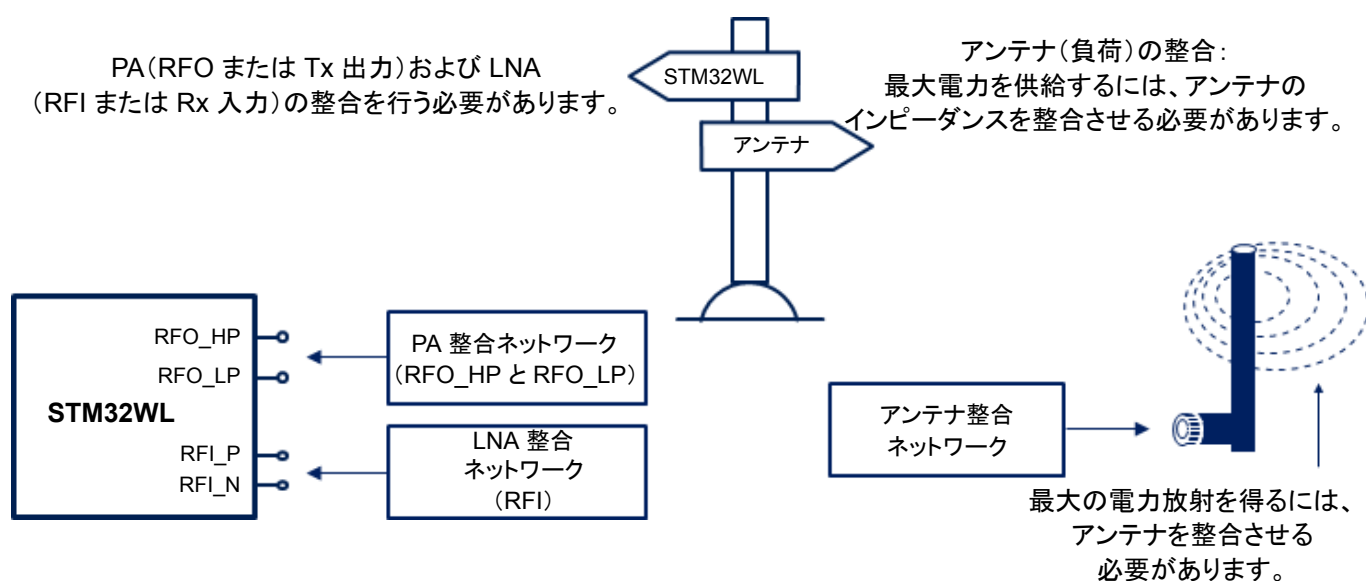 PA（RFO または Tx 出力）および LNA
（RFI または Rx 入力）の整合を行う必要があります。
STM32WL
アンテナ
アンテナ（負荷）の整合：
最大電力を供給するには、アンテナの
インピーダンスを整合させる必要があります。
STM32WL
RFO_HP
RFO_LP
RFI_P
RFI_N
PA 整合ネットワーク
（RFO_HP と RFO_LP）
LNA 整合
ネットワーク
（RFI）
アンテナ整合
ネットワーク
最大の電力放射を得るには、
アンテナを整合させる
必要があります。